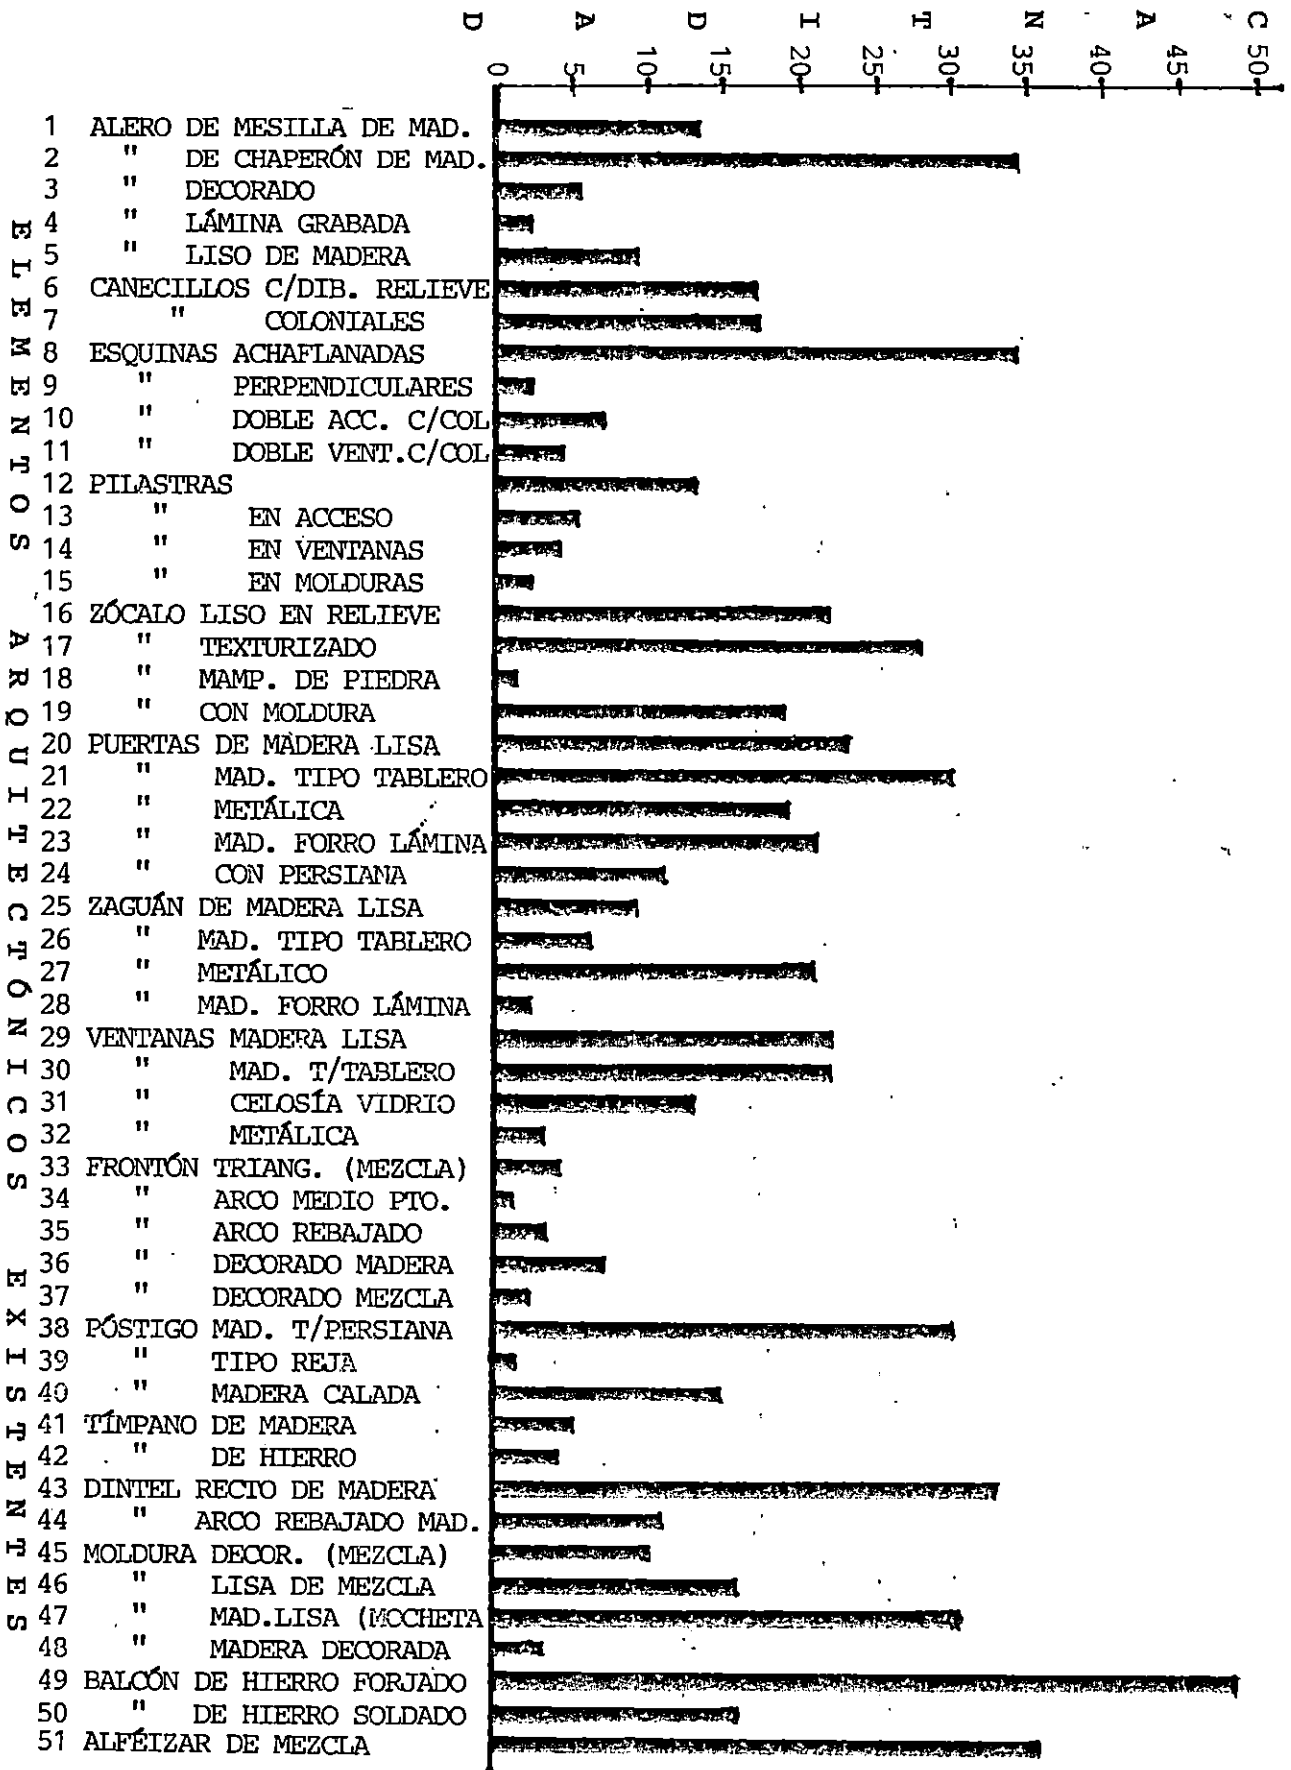 CANTIDAD
0 5 10 15 20 25 30 35 40 45 50
ELEMENTOS ARQUITECTÓNICOS EXISTENTES
1 ALERO DE MESILLA DE MAD.
2 " DE CHAPERÓN DE MAD.
3 " DECORADO
4 " LÁMINA GRABADA
5 " LISO DE MADERA
6 CANECILLOS C/DIB. RELIEVE
7 " COLONIALES
8 ESQUINAS ACHAFLANADAS
9 " PERPENDICULARES
10 " DOBLE ACC. C/COL
11 " DOBLE VENT.C/COL
12 PILASTRAS
13 " EN ACCESO
14 " EN VENTANAS
15 " EN MOLDURAS
16 ZÓCALO LISO EN RELIEVE
17 " TEXTURIZADO
18 " MAMP. DE PIEDRA
19 " CON MOLDURA
20 PUERTAS DE MADERA LISA
21 " MAD. TIPO TABLERO
22 " METÁLICA
23 " MAD. FORRO LÁMINA
24 " CON PERSIANA
25 ZAGUÁN DE MADERA LISA
26 " MAD. TIPO TABLERO
27 " METÁLICO
28 " MAD. FORRO LÁMINA
29 VENTANAS MADERA LISA
30 " MAD. T/TABLERO
31 " CELOSÍA VIDRIO
32 " METÁLICA
33 FRONTÓN TRIANG. (MEZCLA)
34 " ARCO MEDIO PTO.
35 " ARCO REBAJADO
36 " DECORADO MADERA
37 " DECORADO MEZCLA
38 PÓSTIGO MAD. T/PERSIANA
39 " TIPO REJA
40 " MADERA CALADA
41 TÍMPANO DE MADERA
42 " DE HIERRO
43 DINTEL RECTO DE MADERA
44 " ARCO REBAJADO MAD.
45 MOLDURA DECOR. (MEZCLA)
46 " LISA DE MEZCLA
47 " MAD.LISA (MOCHETA
48 " MADERA DECORADA
49 BALCÓN DE HIERRO FORJADO
50 " DE HIERRO SOLDADO
51 ALFÉIZAR DE MEZCLA